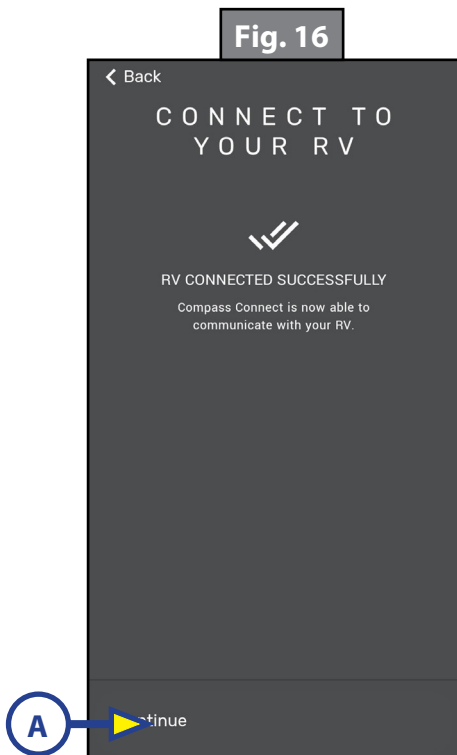 Fig. 16
Back
CONNECT TO
YOUR RV
RV CONNECTED SUCCESSFULLY
Compass Connect is now able to
communicate with your RV.
A
tinue